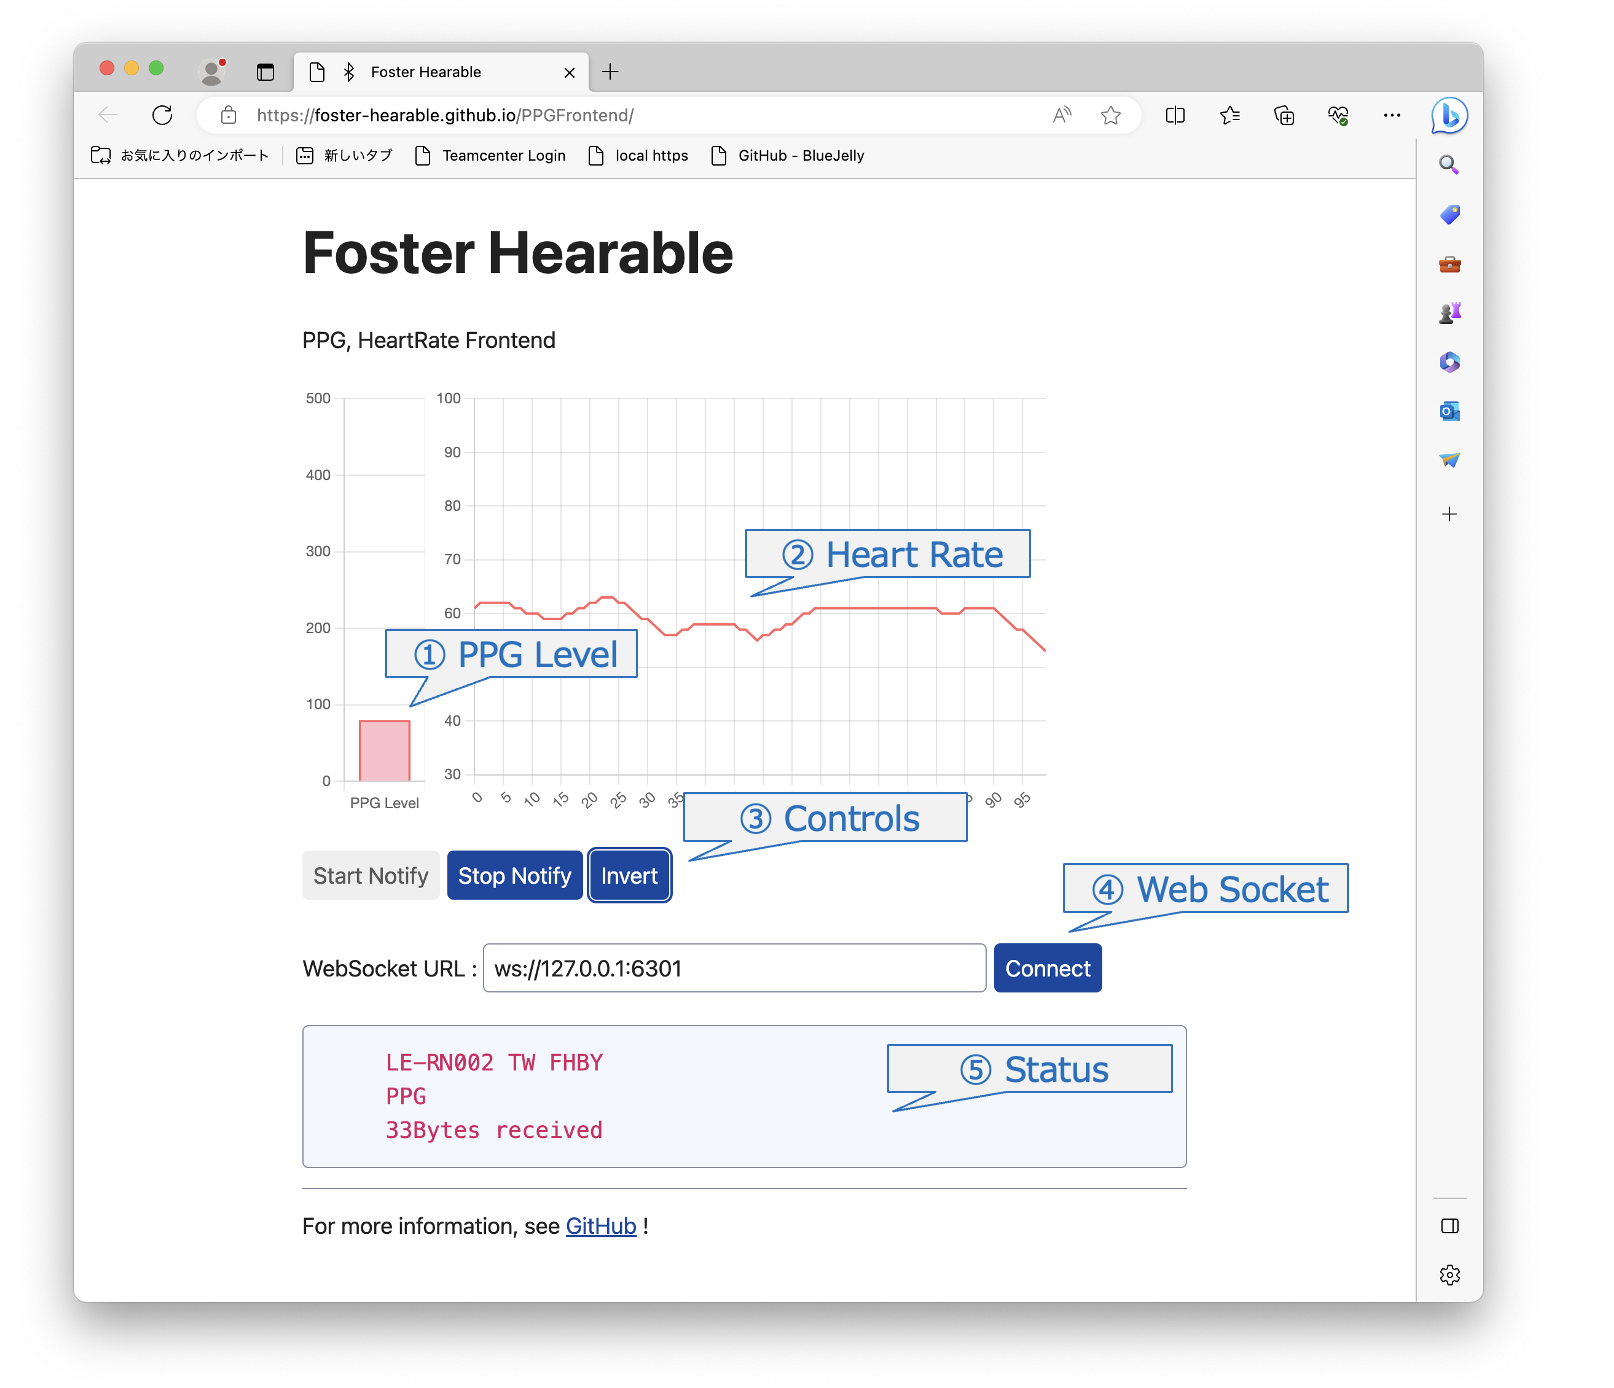 Foster Hearable
https://foster-hearable.github.io/PPGFrontend/
お気に入りのインポート 新しいタブ Teamcenter Login local https GitHub - BlueJelly
Foster Hearable
PPG, HeartRate Frontend
500
400
300
200
100
0
PPG Level
100
90
80
70
60
40
30
0 5 10 15 20 25 30 35 90 95
② Heart Rate
① PPG Level
③ Controls
Start Notify Stop Notify Invert
④ Web Socket
WebSocket URL : ws://127.0.0.1:6301 Connect
LE-RN002 TW FHBY
PPG
33Bytes received
⑤ Status
For more information, see GitHub !